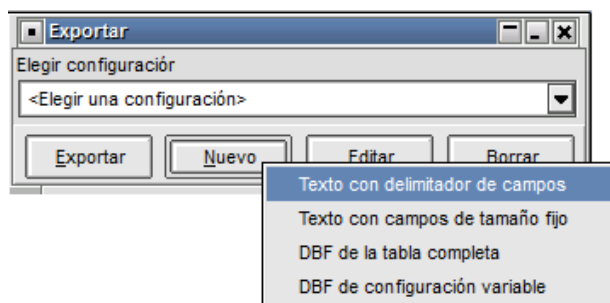 Exportar
Elegir configuraciór
<Elegir una configuración>
Exportar Nuevo Editar Borrar
Texto con delimitador de campos
Texto con campos de tamaño fijo
DBF de la tabla completa
DBF de configuración variable